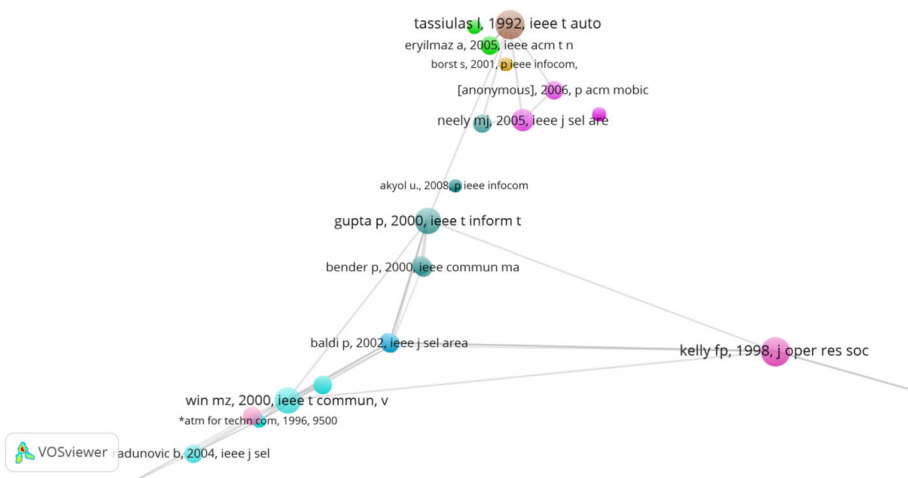 tassiulas l, 1992, ieee t auto
eryilmaz a, 2005, ieee acm t n
borst s, 2001, p ieee infocom,
[anonymous], 2006, p acm mobic
neely mj, 2005, ieee j sel are
akyol u., 2008, p ieee infocom
gupta p, 2000, ieee t inform t
bender p, 2000, ieee commun ma
baldi p, 2002, ieee j sel area
kelly fp, 1998, j oper res soc
win mz, 2000, ieee t commun, v
*atm for techn com, 1996, 9500
adunovic b, 2004, ieee j sel
VOSviewer